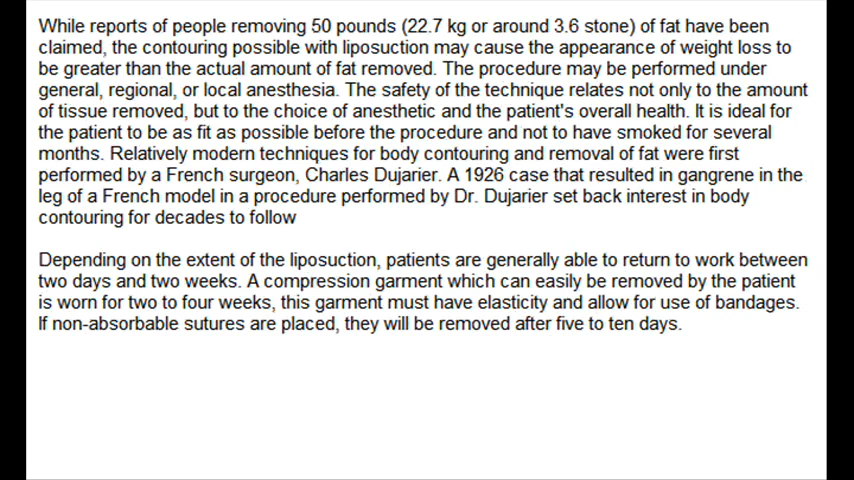 While reports of people removing 50 pounds (22.7 kg or around 3.6 stone) of fat have been
claimed, the contouring possible with liposuction may cause the appearance of weight loss to
be greater than the actual amount of fat removed. The procedure may be performed under
general, regional, or local anesthesia. The safety of the technique relates not only to the amount
of tissue removed, but to the choice of anesthetic and the patient's overall health. It is ideal for
the patient to be as fit as possible before the procedure and not to have smoked for several
months. Relatively modern techniques for body contouring and removal of fat were first
performed by a French surgeon, Charles Dujarier. A 1926 case that resulted in gangrene in the
leg of a French model in a procedure performed by Dr. Dujarier set back interest in body
contouring for decades to follow
Depending on the extent of the liposuction, patients are generally able to return to work between
two days and two weeks. A compression garment which can easily be removed by the patient
is worn for two to four weeks, this garment must have elasticity and allow for use of bandages.
If non-absorbable sutures are placed, they will be removed after five to ten days.